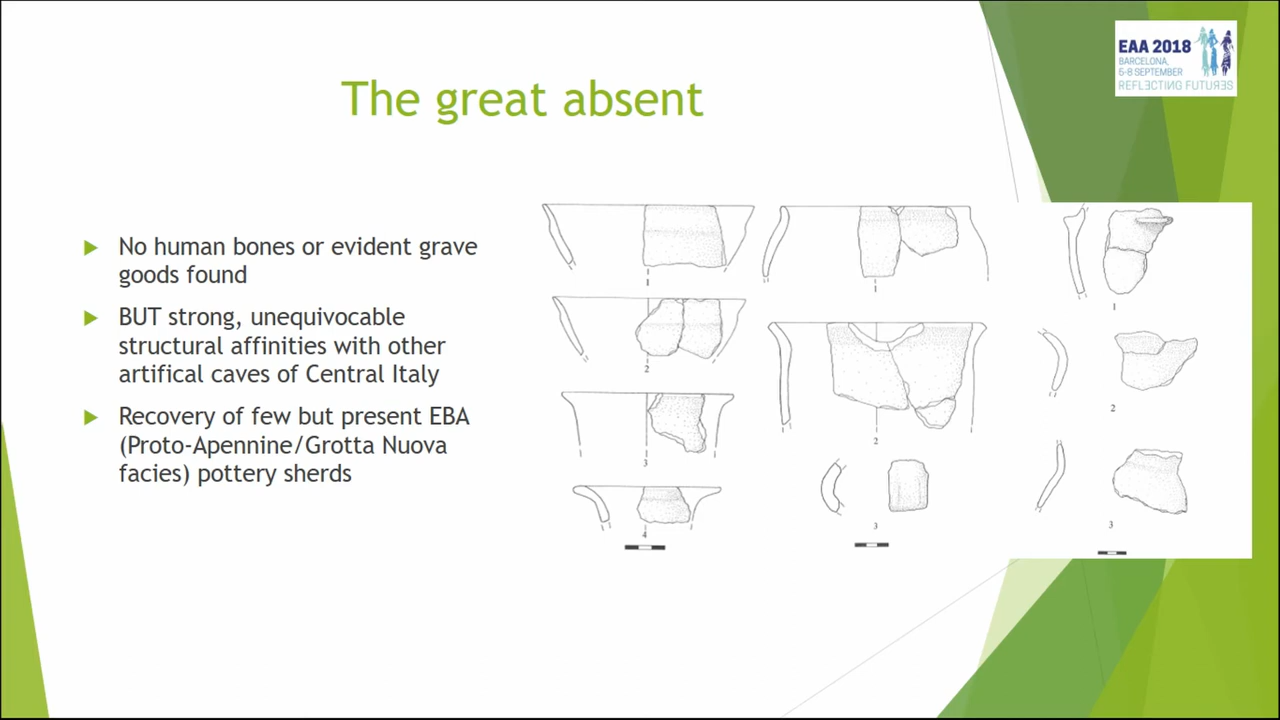 The great absent
EAA 2018
BARCELONA,
5-8 SEPTEMBER
REFLECTING FUTURES
No human bones or evident grave
goods found
BUT strong, unequivocable
structural affinities with other
artifical caves of Central Italy
Recovery of few but present EBA
(Proto-Apennine/Grotta Nuova
facies) pottery sherds
1
2
3
4
1
2
3
1
2
3